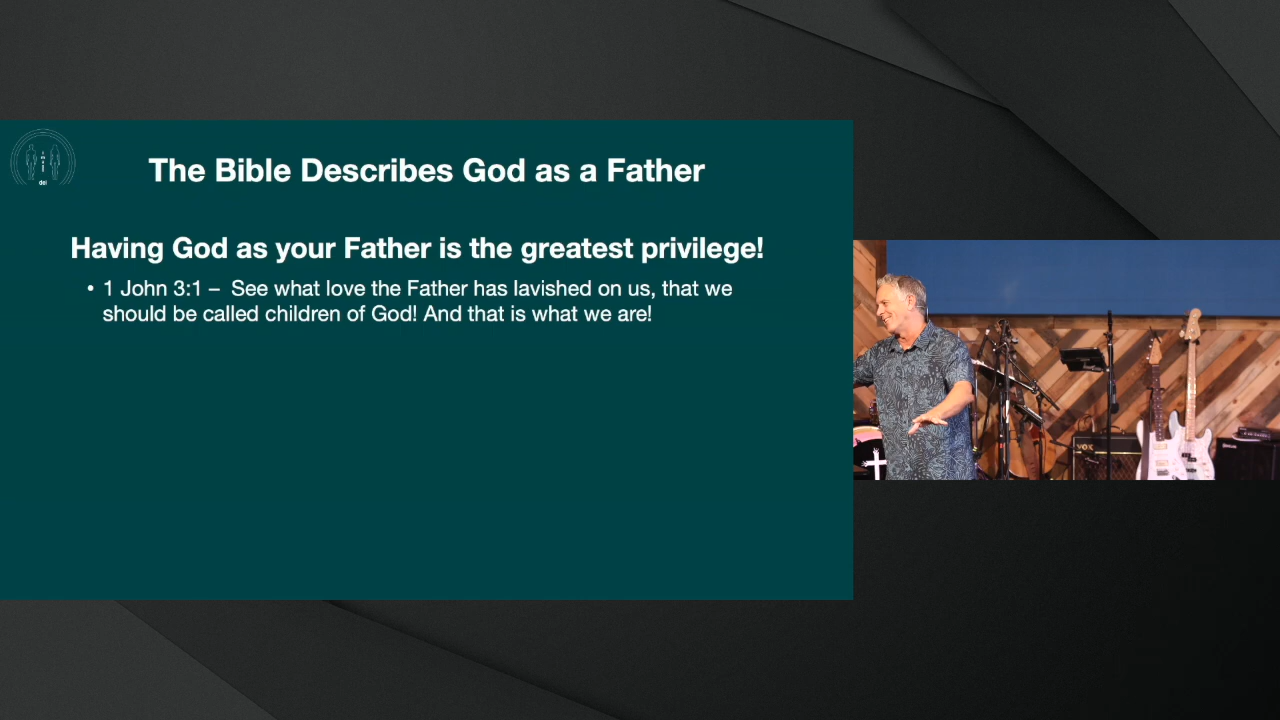 The Bible Describes God as a Father
Having God as your Father is the greatest privilege!
• 1 John 3:1 – See what love the Father has lavished on us, that we
should be called children of God! And that is what we are!
dei
VOX